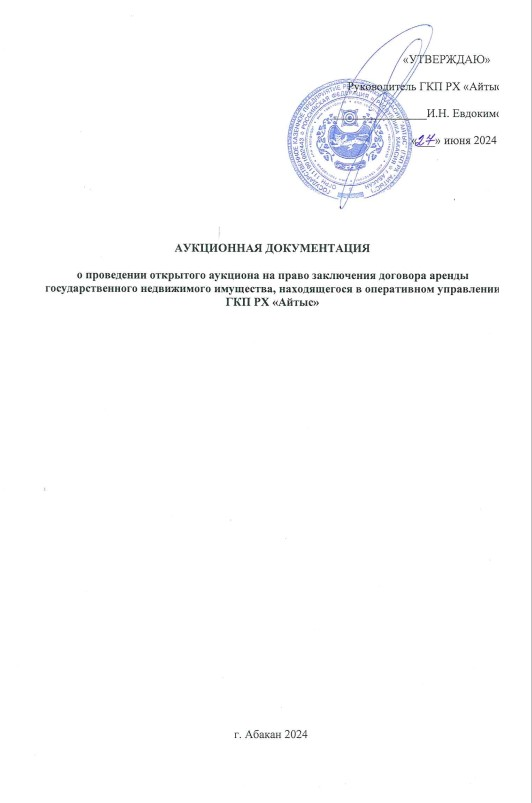 «УТВЕРЖДАЮ»
Руководитель ГКП РХ «Айтыс
И.Н. Евдокимо
«27» июня 2024
АУКЦИОННАЯ ДОКУМЕНТАЦИЯ
о проведении открытого аукциона на право заключения договора аренды
государственного недвижимого имущества, находящегося в оперативном управлении
ГКП РХ «Айтыс»
г. Абакан 2024